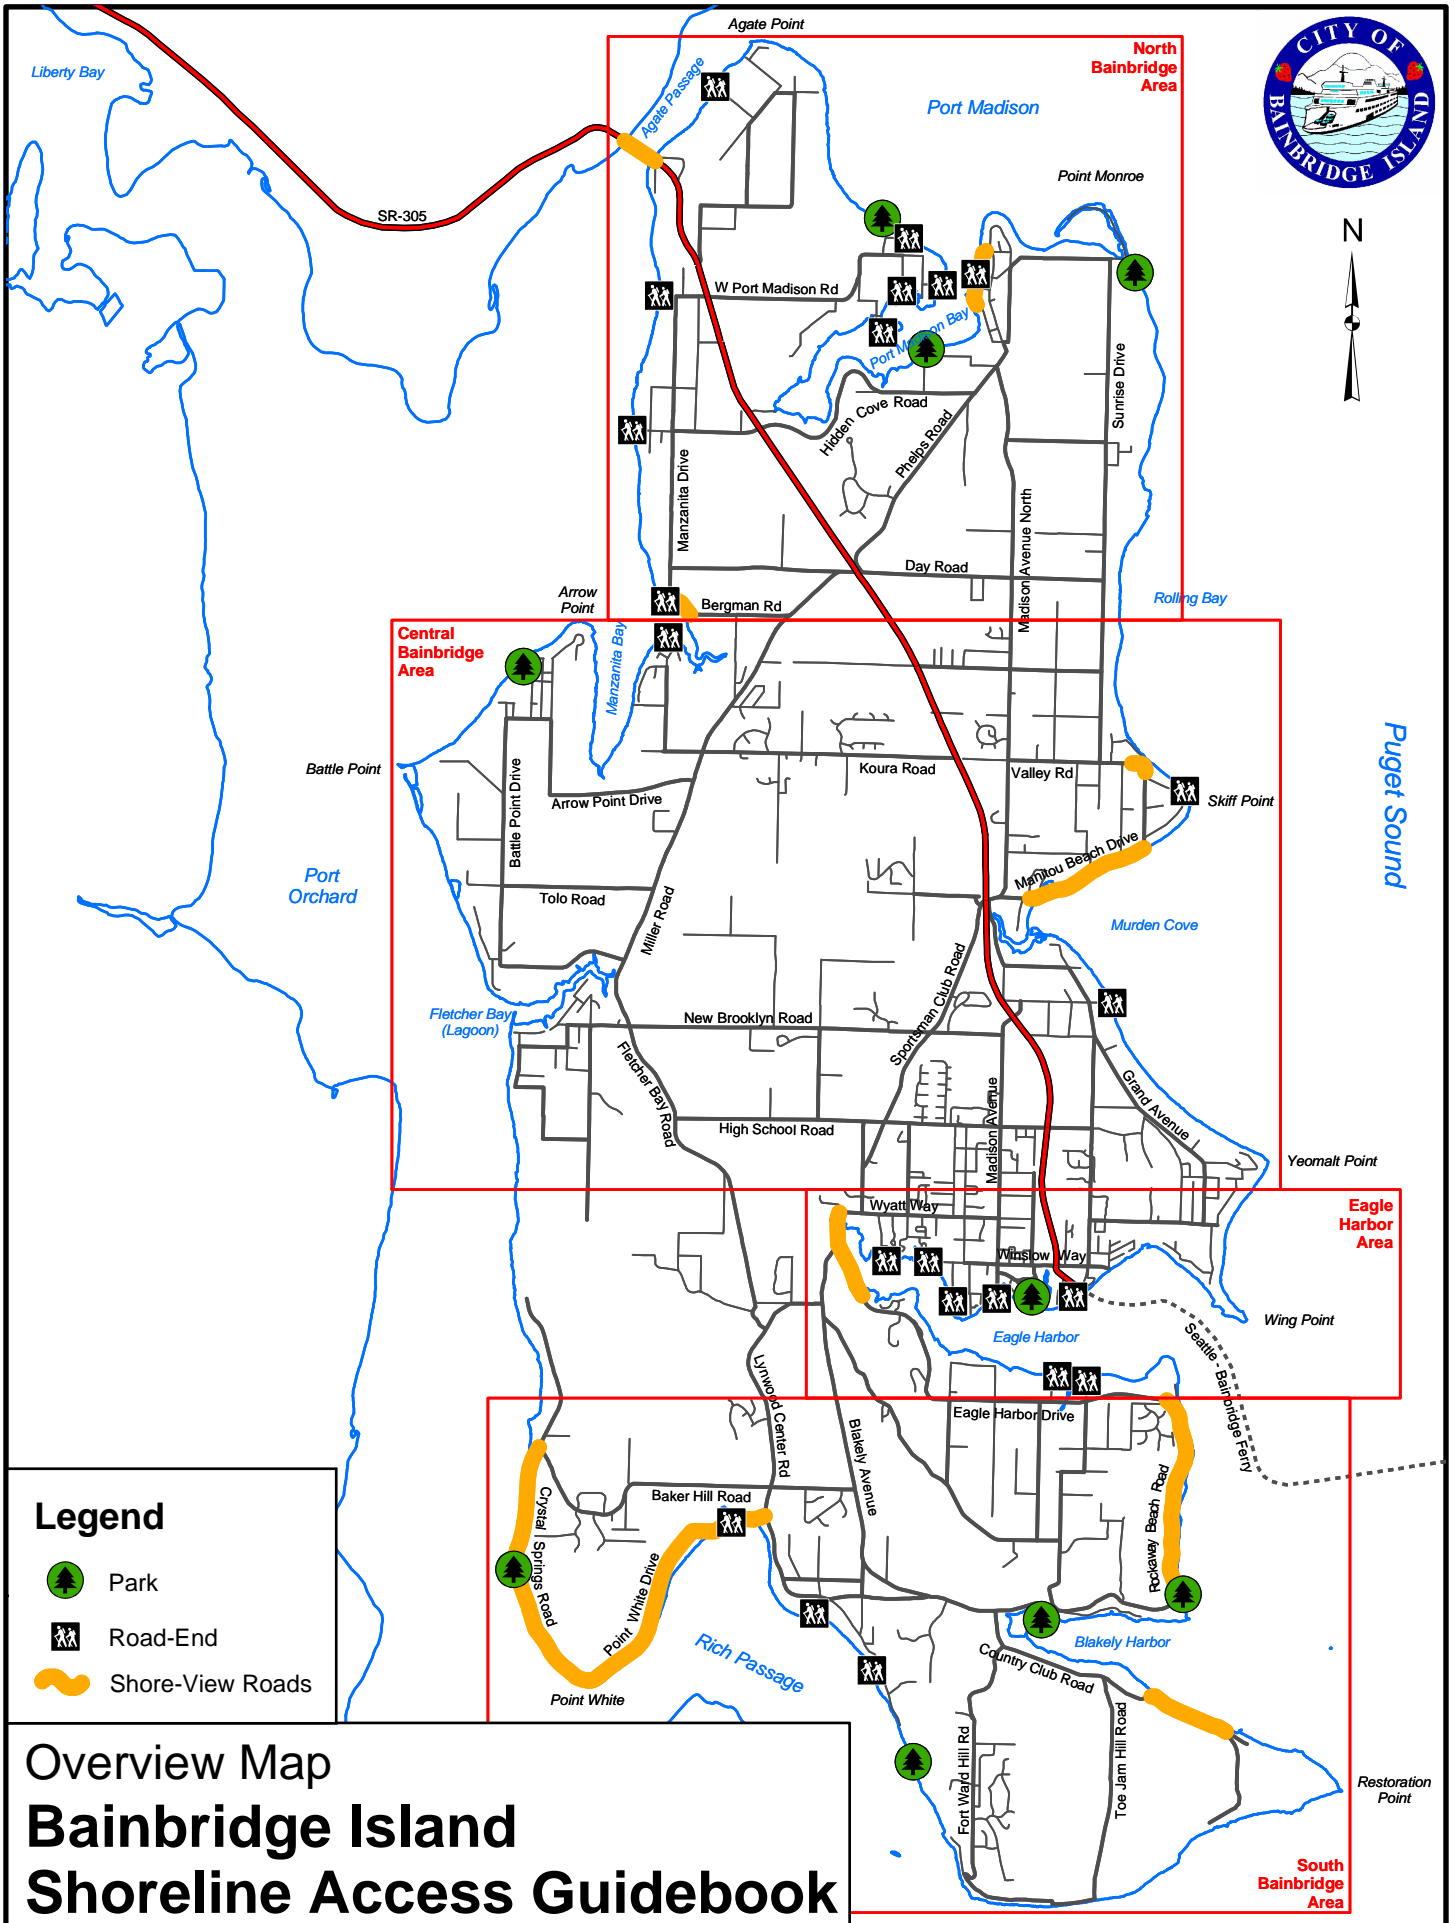 Agate Point
Liberty Bay
Agate Passage
North
Bainbridge
Area
Port Madison
CITY OF
BAINBRIDGE ISLAND
Point Monroe
SR-305
N
W Port Madison Rd
Port Madison Bay
Sunrise Drive
Hidden Cove Road
Phelps Road
Manzanita Drive
Madison Avenue North
Day Road
Arrow
Point
Bergman Rd
Rolling Bay
Central
Bainbridge
Area
Manzanita Bay
Puget Sound
Battle Point
Koura Road
Valley Rd
Battle Point Drive
Arrow Point Drive
Skiff Point
Manitou Beach Drive
Port
Orchard
Tolo Road
Miller Road
Murden Cove
Sportsman Club Road
Fletcher Bay
(Lagoon)
New Brooklyn Road
Fletcher Bay Road
Grand Avenue
Madison Avenue
High School Road
Yeomalt Point
Wyatt Way
Eagle
Harbor
Area
Winslow Way
Wing Point
Eagle Harbor
Seattle - Bainbridge Ferry
Lynwood Center Rd
Eagle Harbor Drive
Blakely Avenue
Baker Hill Road
Crystal Springs Road
Rockaway Beach Road
Point White Drive
Legend
Park
Road-End
Shore-View Roads
Rich Passage
Blakely Harbor
Country Club Road
Point White
Fort Ward Hill Rd
Toe Jam Hill Road
Restoration
Point
South
Bainbridge
Area
Overview Map
Bainbridge Island
Shoreline Access Guidebook